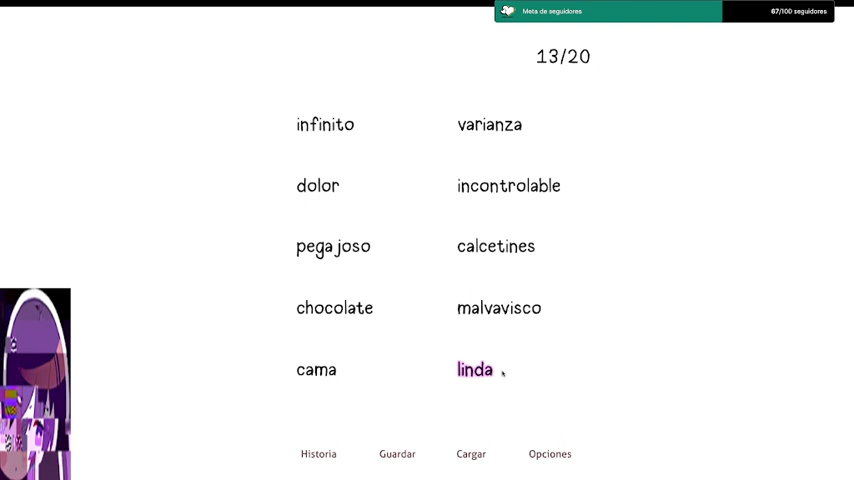 Meta de seguidores 67/100 seguidores
13/20
infinito varianza
dolor incontrolable
pegajoso calcetines
chocolate malvavisco
cama linda
Historia Guardar Cargar Opciones